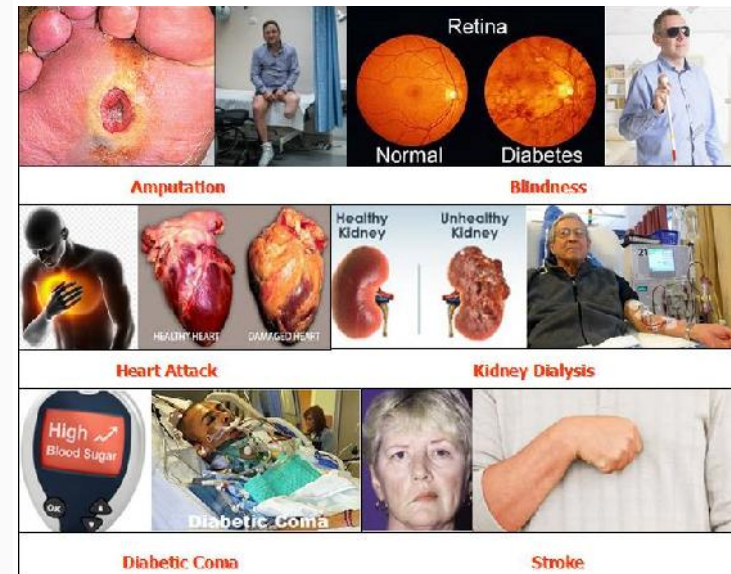 Retina
Normal
Diabetes
Amputation
Blindness
HEALTHY HEART
DAMAGED HEART
Healthy
Kidney
Unhealthy
Kidney
21
Heart Attack
Kidney Dialysis
High
Blood Sugar
OK
Diabetic Coma
Diabetic Coma
Stroke